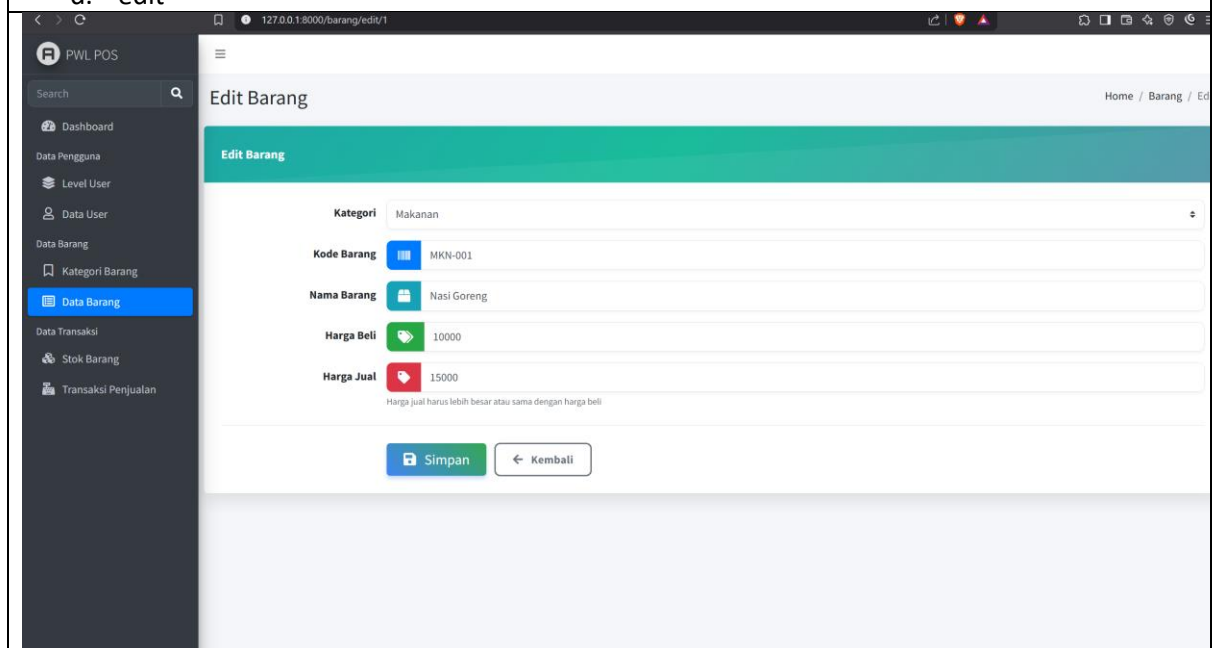 edit
127.0.0.1:8000/barang/edit/1
PWL POS
Search
Edit Barang
Home / Barang / Ed
Dashboard
Data Pengguna
Edit Barang
Level User
Data User
Kategori
Makanan
Data Barang
Kode Barang
MKN-001
Kategori Barang
Nama Barang
Nasi Goreng
Data Barang
Data Transaksi
Harga Beli
10000
Stok Barang
Harga Jual
15000
Transaksi Penjualan
Harga jual harus lebih besar atau sama dengan harga beli
Simpan
Kembali